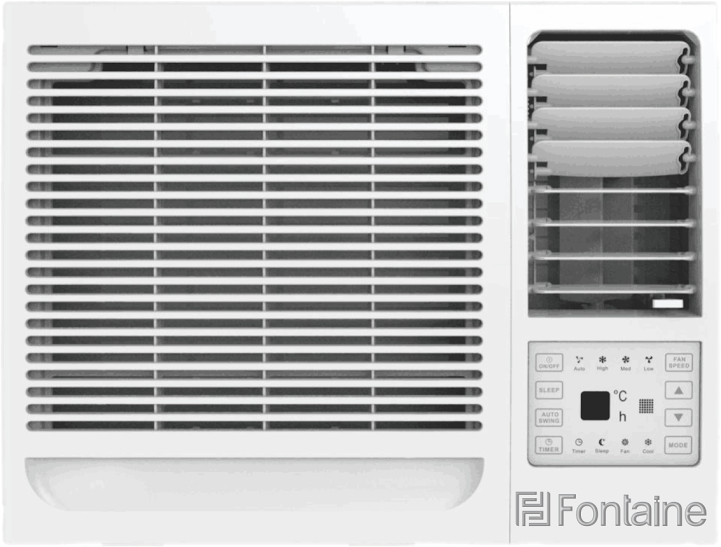 ON/OFF Auto High Med Low FAN SPEED
SLEEP °C
AUTO SWING h
TIMER Timer Sleep Fan Cool MODE
Fontaine